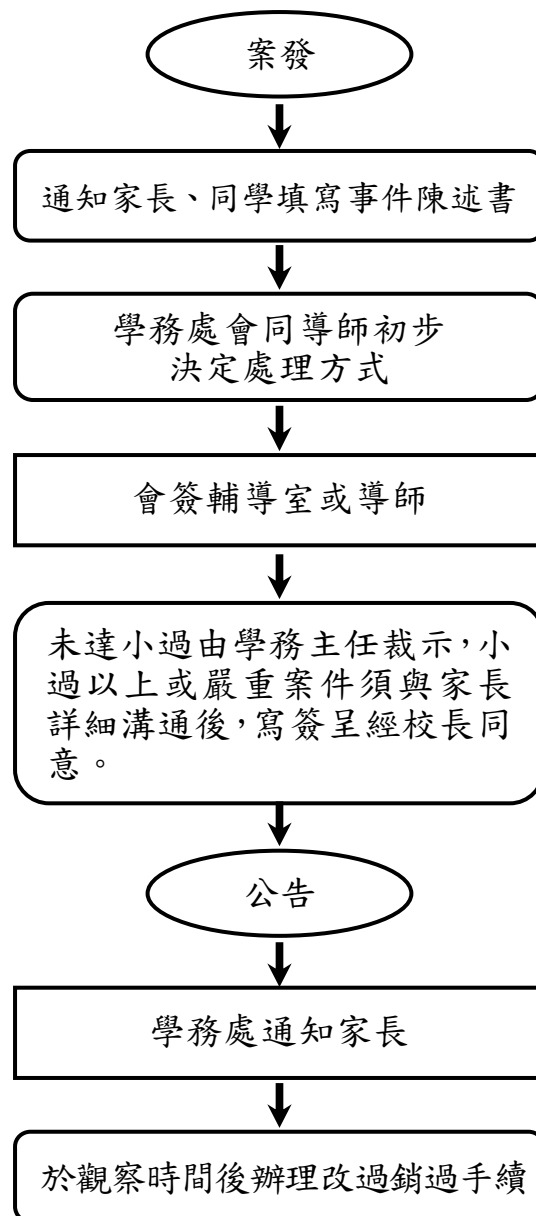 案發
通知家長、同學填寫事件陳述書
學務處會同導師初步
決定處理方式
會簽輔導室或導師
未達小過由學務主任裁示，小
過以上或嚴重案件須與家長
詳細溝通後，寫簽呈經校長同
意。
公告
學務處通知家長
於觀察時間後辦理改過銷過手續